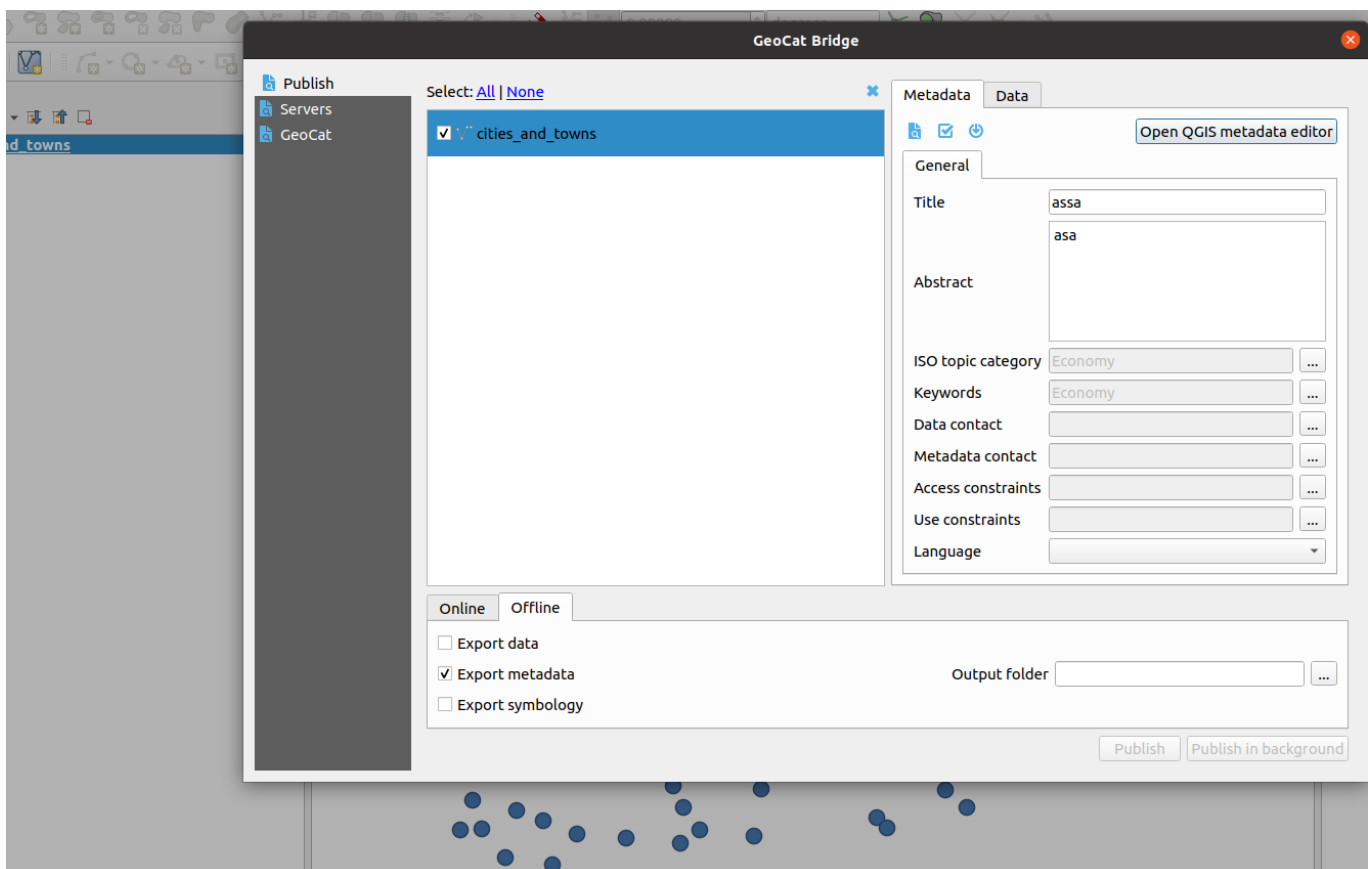 GeoCat Bridge
Publish
Servers
GeoCat
Select: All | None
cities_and_towns
d_towns
Metadata
Data
Open QGIS metadata editor
General
Title
assa
Abstract
asa
ISO topic category
Economy
...
Keywords
Economy
...
Data contact
...
Metadata contact
...
Access constraints
...
Use constraints
...
Language
Online
Offline
Export data
Export metadata
Export symbology
Output folder
...
Publish
Publish in background